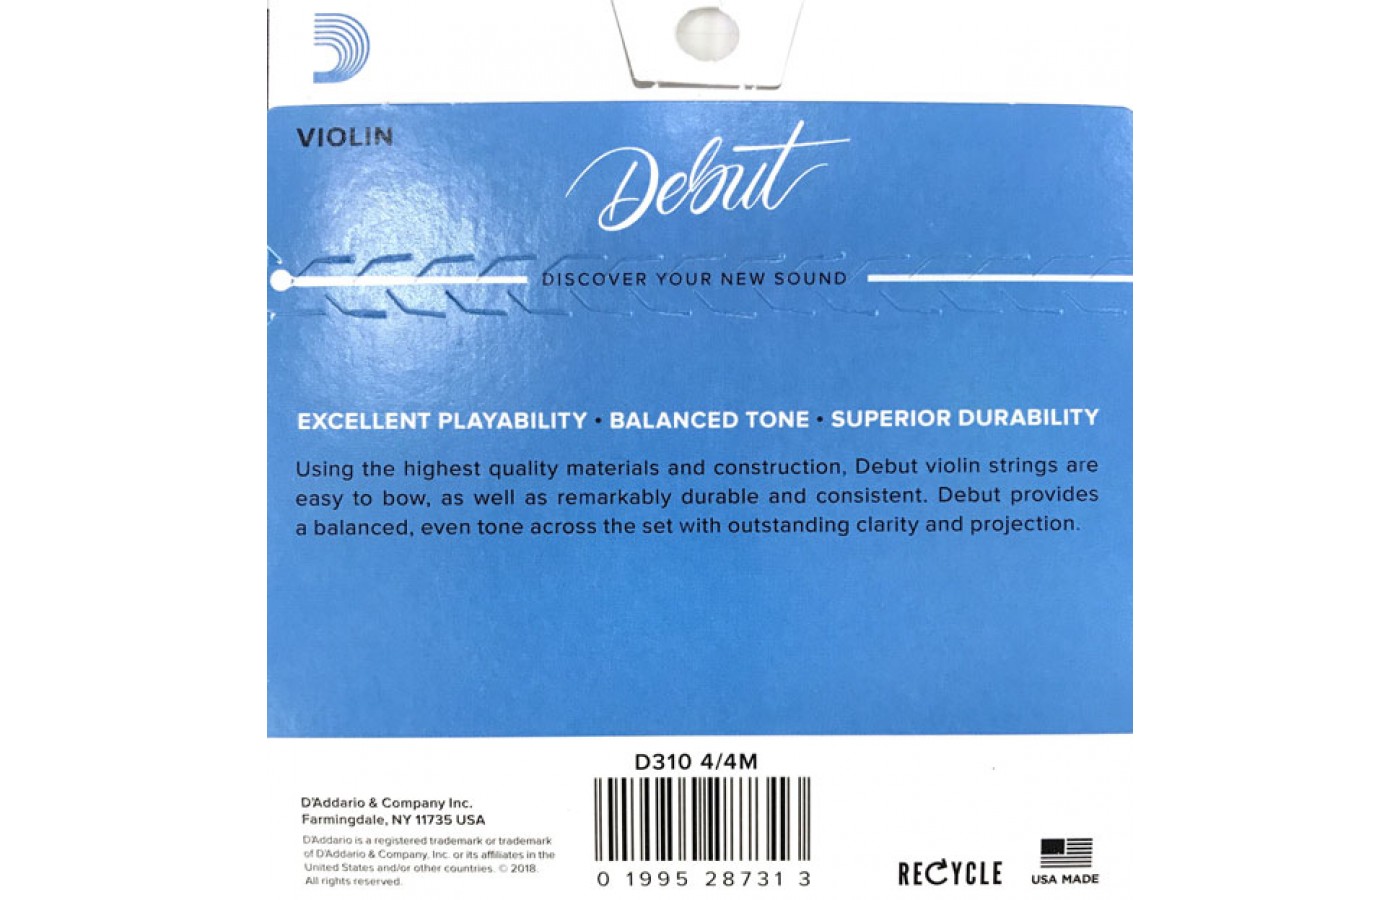 VIOLIN
Debut
DISCOVER YOUR NEW SOUND
EXCELLENT PLAYABILITY • BALANCED TONE • SUPERIOR DURABILITY
Using the highest quality materials and construction, Debut violin strings are
easy to bow, as well as remarkably durable and consistent. Debut provides
a balanced, even tone across the set with outstanding clarity and projection.
D310 4/4M
D'Addario & Company Inc.
Farmingdale, NY 11735 USA
D'Addario is a registered trademark or trademark
of D'Addario & Company, Inc. or its affiliates in the
United States and/or other countries. © 2018.
All rights reserved.
0 1995 28731 3
RECYCLE
USA MADE